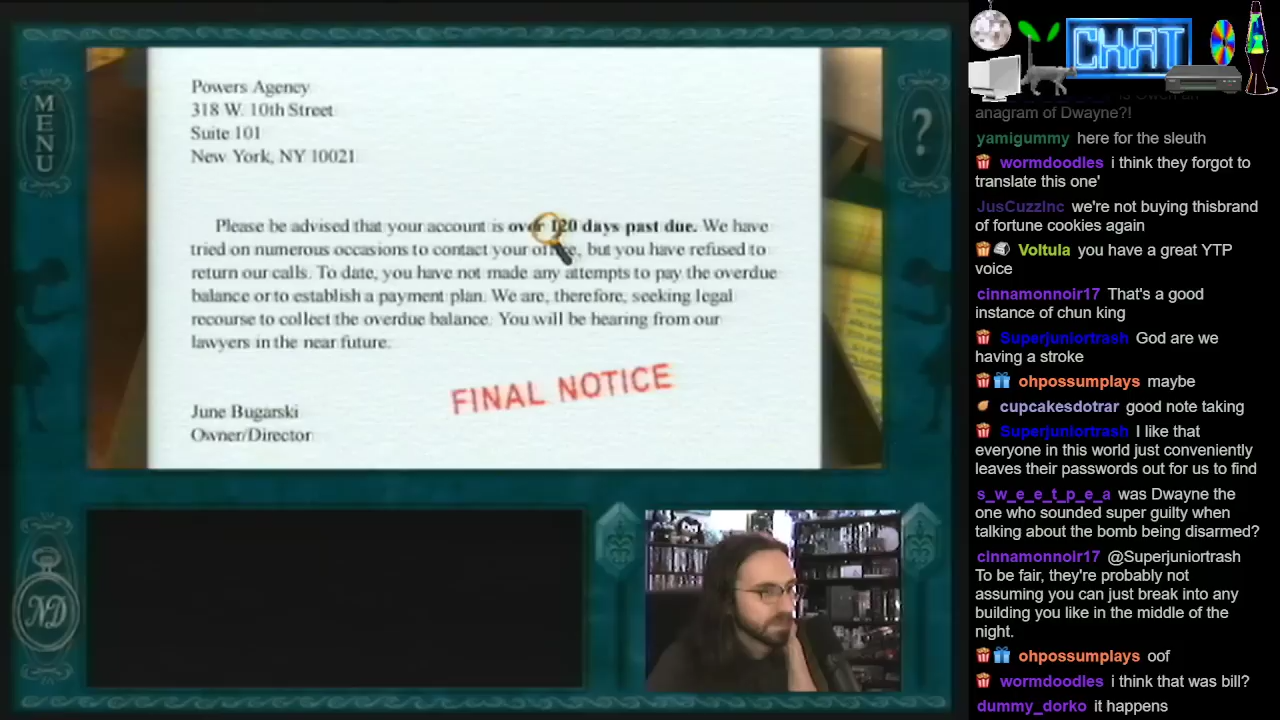 MENU
Powers Agency
318 W. 10th Street
Suite 101
New York, NY 10021
Please be advised that your account is over 120 days past due. We have
tried on numerous occasions to contact your office, but you have refused to
return our calls. To date, you have not made any attempts to pay the overdue
balance or to establish a payment plan. We are, therefore, seeking legal
recourse to collect the overdue balance. You will be hearing from our
lawyers in the near future.
FINAL NOTICE
June Bugarski
Owner/Director
?
ND
CHAT
anagram of Dwayne?!
yamigummy here for the sleuth
wormdoodles i think they forgot to
translate this one'
JusCuzzInc we're not buying thisbrand
of fortune cookies again
Voltula you have a great YTP
voice
cinnamonnoir17 That's a good
instance of chun king
Superjuniortrash God are we
having a stroke
ohpossumplays maybe
cupcakesdotrar good note taking
Superjuniortrash I like that
everyone in this world just conveniently
leaves their passwords out for us to find
s_w_e_e_t_p_e_a was Dwayne the
one who sounded super guilty when
talking about the bomb being disarmed?
cinnamonnoir17 @Superjuniortrash
To be fair, they're probably not
assuming you can just break into any
building you like in the middle of the
night.
ohpossumplays oof
wormdoodles i think that was bill?
dummy_dorko it happens